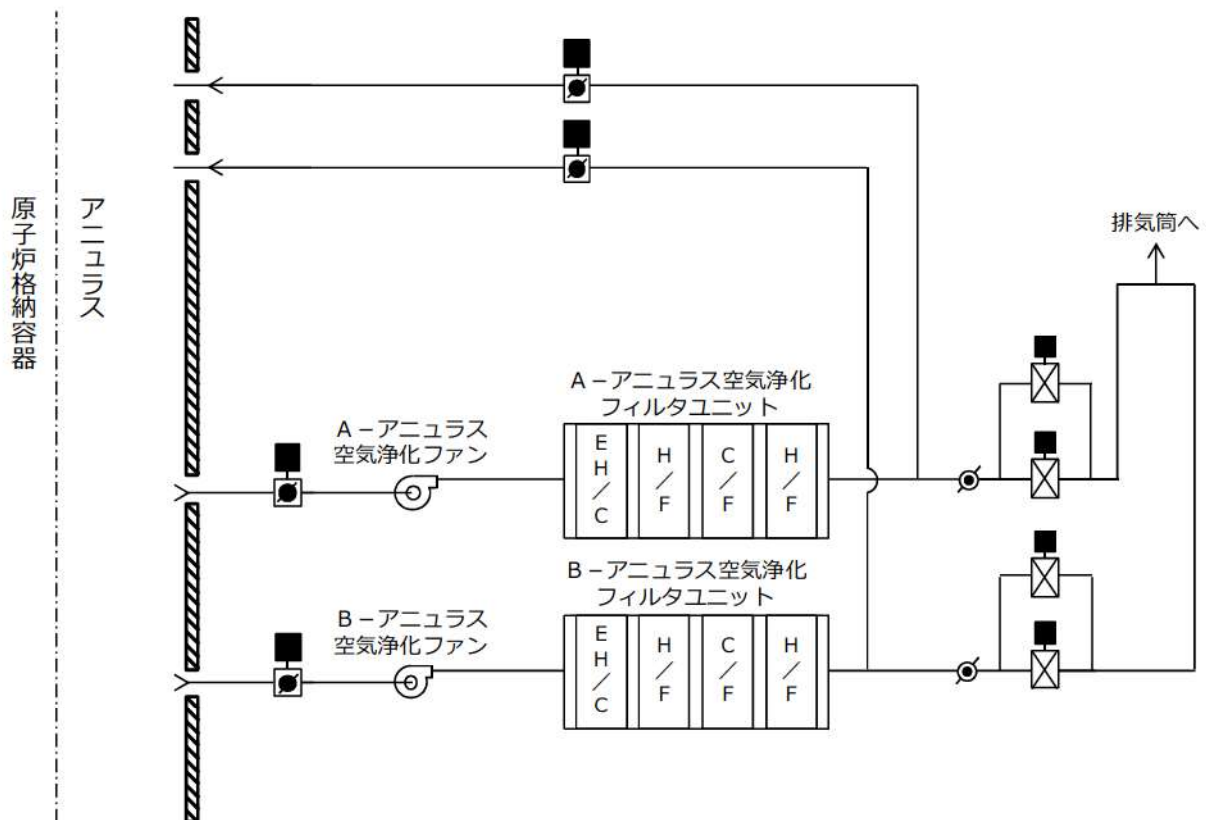 原子炉格納容器
アニュラス
排気筒へ
A－アニュラス空気浄化
フィルタユニット
A－アニュラス
空気浄化ファン
EH／C
H／F
C／F
H／F
B－アニュラス空気浄化
フィルタユニット
B－アニュラス
空気浄化ファン
EH／C
H／F
C／F
H／F